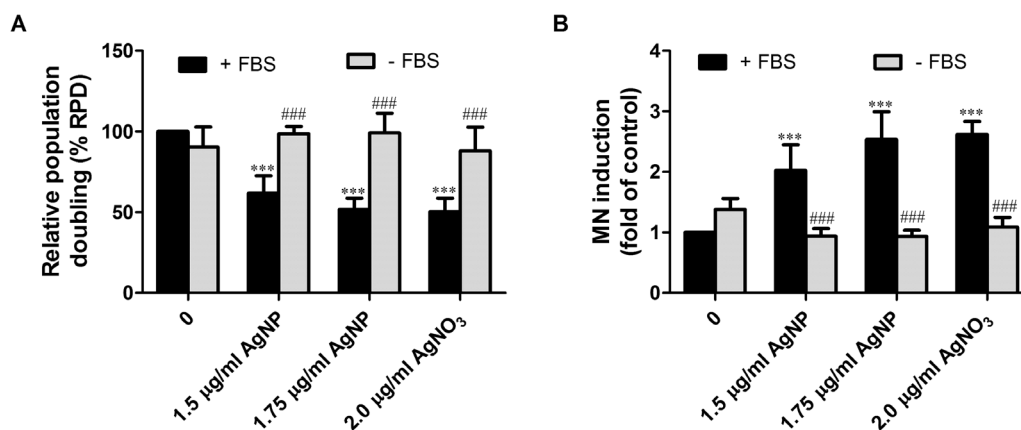 A
Relative population
doubling (% RPD)
150
100
50
0
+ FBS
- FBS
***
###
***
###
***
###
0
1.5 µg/ml AgNP
1.75 µg/ml AgNP
2.0 µg/ml AgNO₃
B
MN induction
(fold of control)
4
3
2
1
0
+ FBS
- FBS
***
###
***
###
***
###
0
1.5 µg/ml AgNP
1.75 µg/ml AgNP
2.0 µg/ml AgNO₃